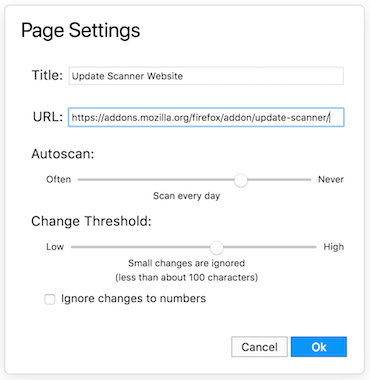 Page Settings
Title: Update Scanner Website
URL: https://addons.mozilla.org/firefox/addon/update-scanner/
Autoscan:
Often Never
Scan every day
Change Threshold:
Low High
Small changes are ignored
(less than about 100 characters)
Ignore changes to numbers
Cancel Ok